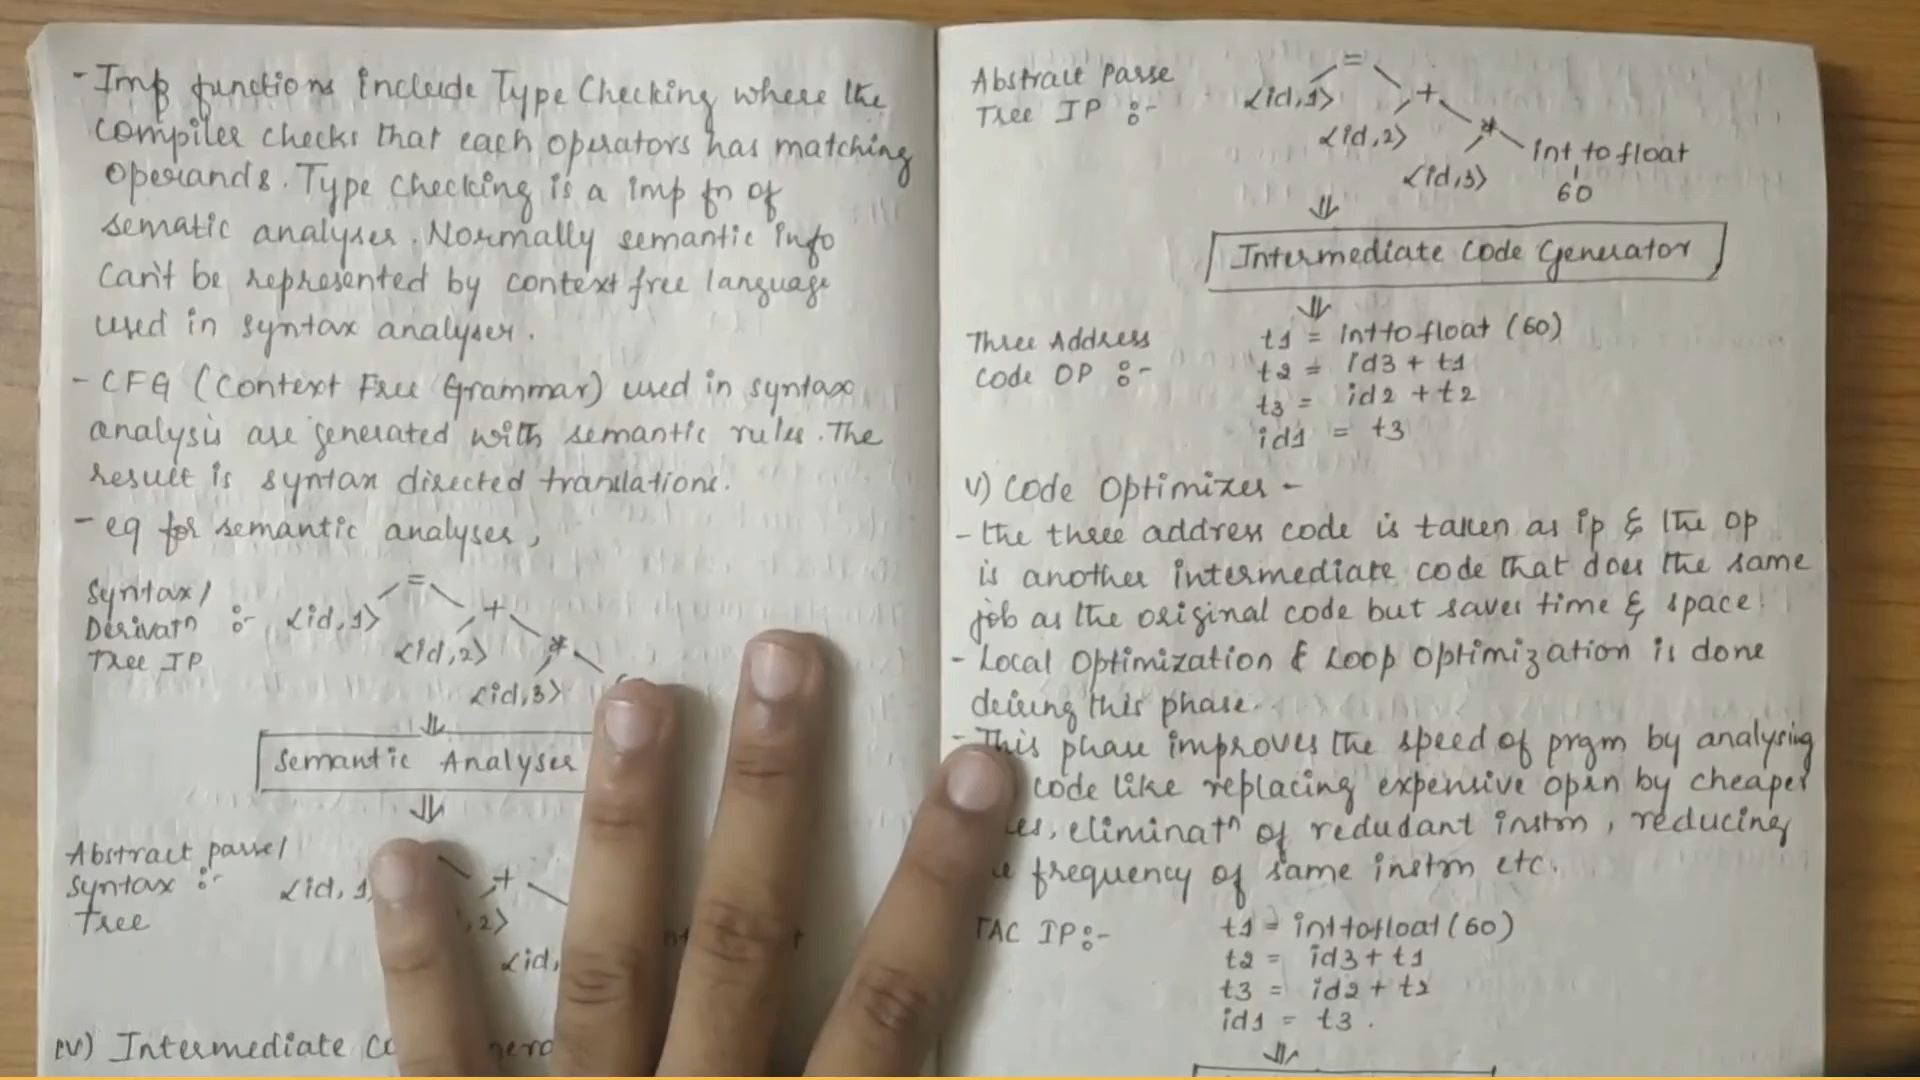 - Imp functions include Type Checking where the
compiler checks that each operators has matching
operands. Type checking is a imp fn of
sematic analyser. Normally semantic info
can't be represented by context free language
used in syntax analyser.
- CFG (Context Free Grammar) used in syntax
analysis are generated with semantic rules. The
result is syntax directed translations.
- eg for semantic analyses,
Syntax/
Derivatn Tree IP :-
=
<id,1> +
<id,2> *
<id,3>
Semantic Analyser
Abstract parse/
Syntax :-
Tree
<id, 1
+
,2>
<id,
IV) Intermediate Co
Abstract Parse
Tree IP :-
=
<id,1> +
<id,2> *
<id,3> int to float
60
Intermediate Code Generator
Three Address
Code OP :-
t1 = inttofloat (60)
t2 = id3 + t1
t3 = id2 + t2
id1 = t3
V) Code Optimizer -
- the three address code is taken as ip & the op
is another intermediate code that does the same
job as the original code but saves time & space.
- Local Optimization & Loop Optimization is done
during this phase.
- This phase improves the speed of prgm by analysing
code like replacing expensive opxn by cheaper
es, eliminatn of redudant instrn, reducing
frequency of same instrn etc.
TAC IP :-
t1 = inttofloat (60)
t2 = id3 + t1
t3 = id2 + t2
id1 = t3 .